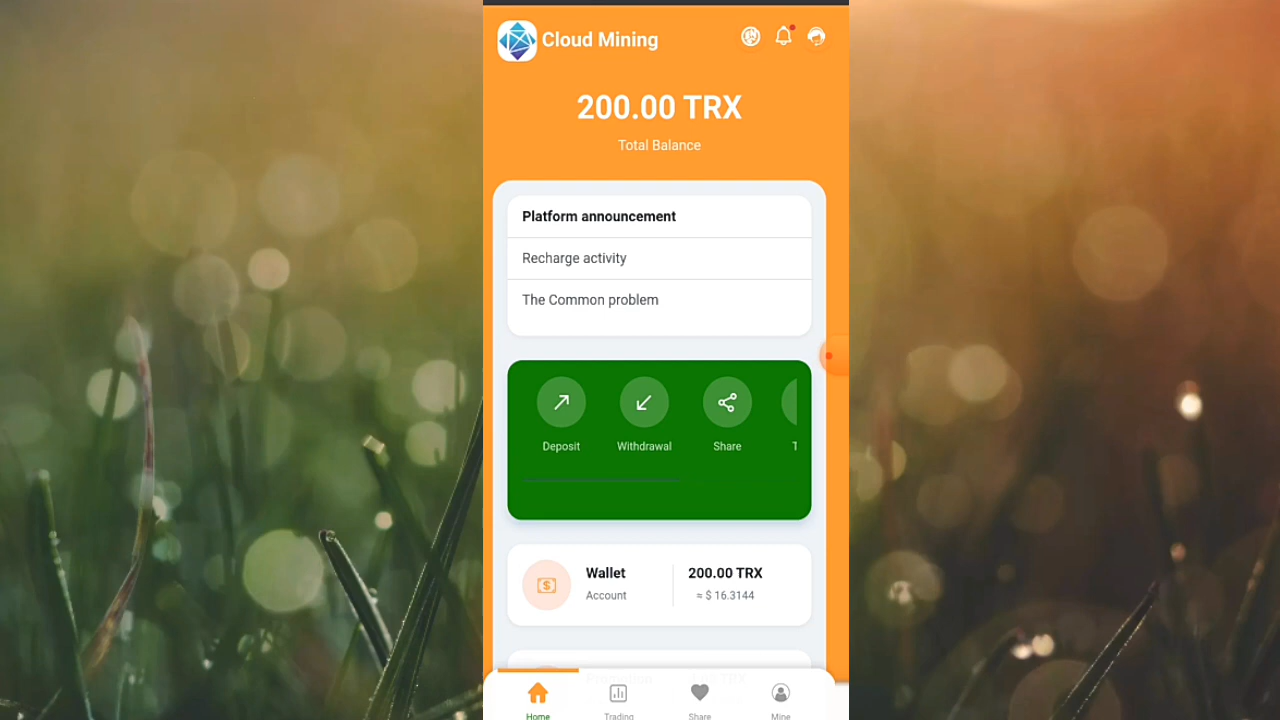 Cloud Mining
200.00 TRX
Total Balance
Platform announcement
Recharge activity
The Common problem
Deposit
Withdrawal
Share
T
Wallet
200.00 TRX
Account
≈ $ 16.3144
Home
Trading
Share
Mine